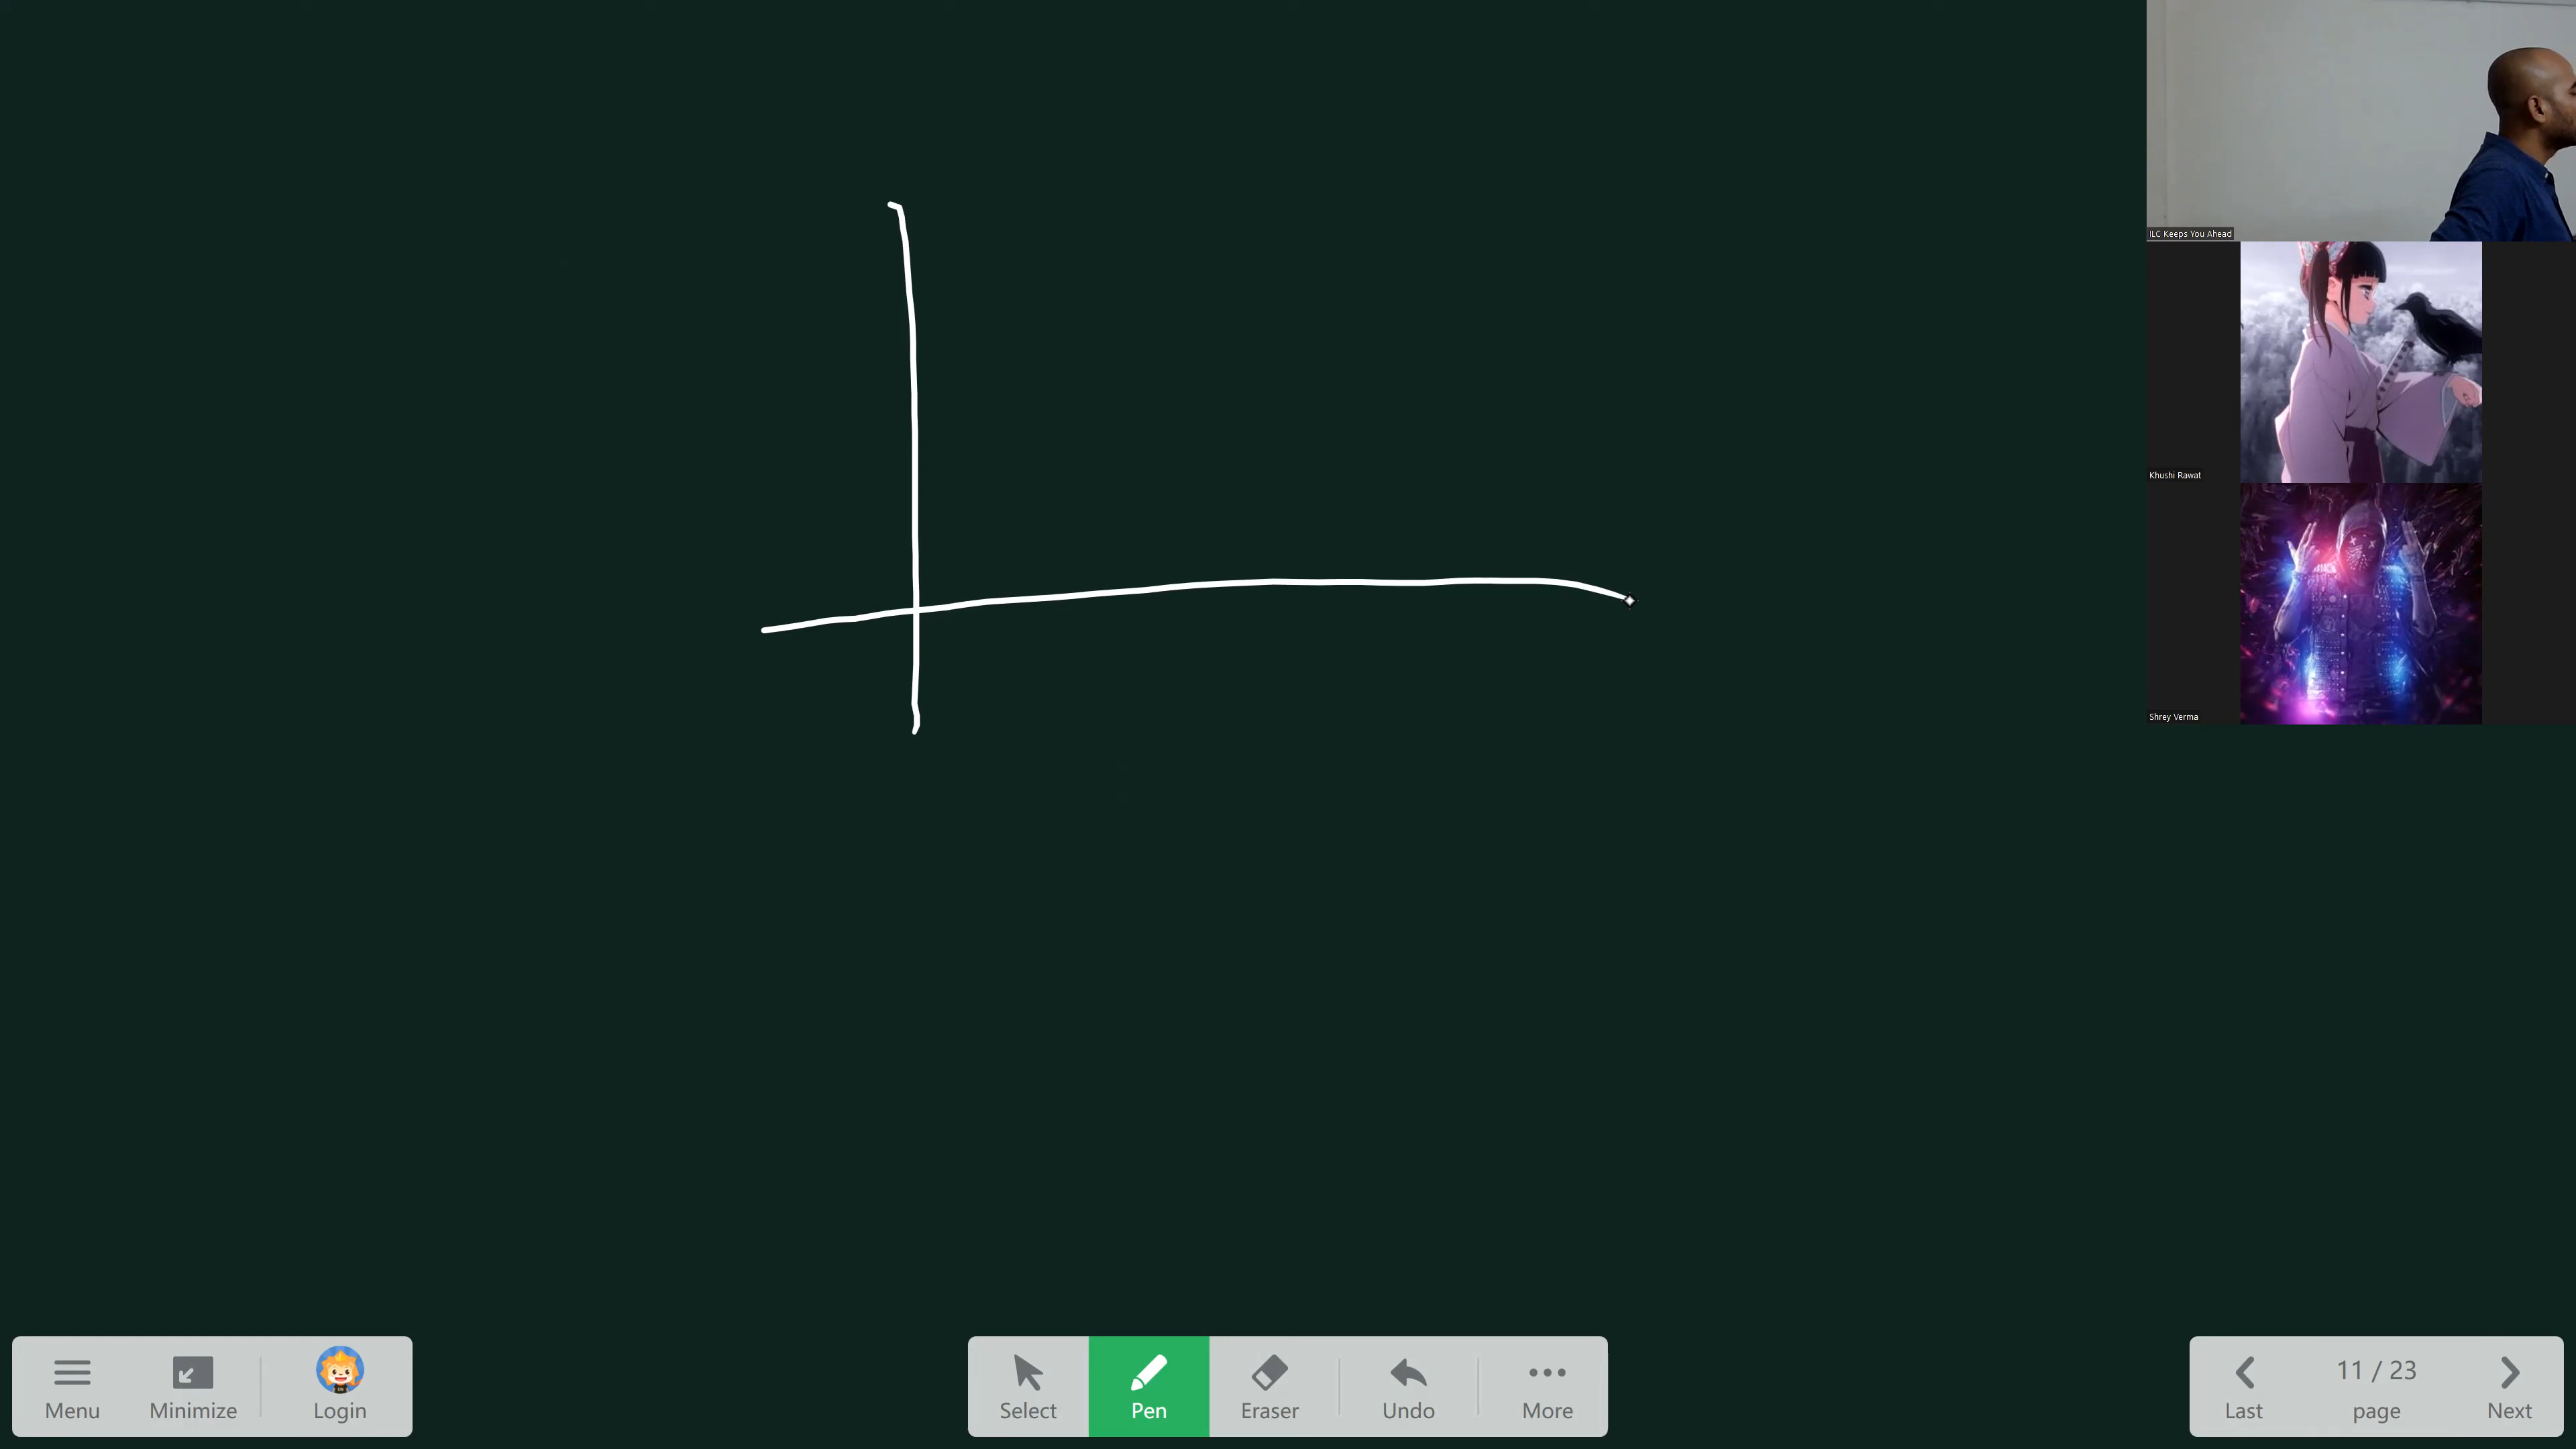 ILC Keeps You Ahead
Khushi Rawat
Shrey Verma
Menu
Minimize
Login
Select
Pen
Eraser
Undo
More
Last
11 / 23
page
Next